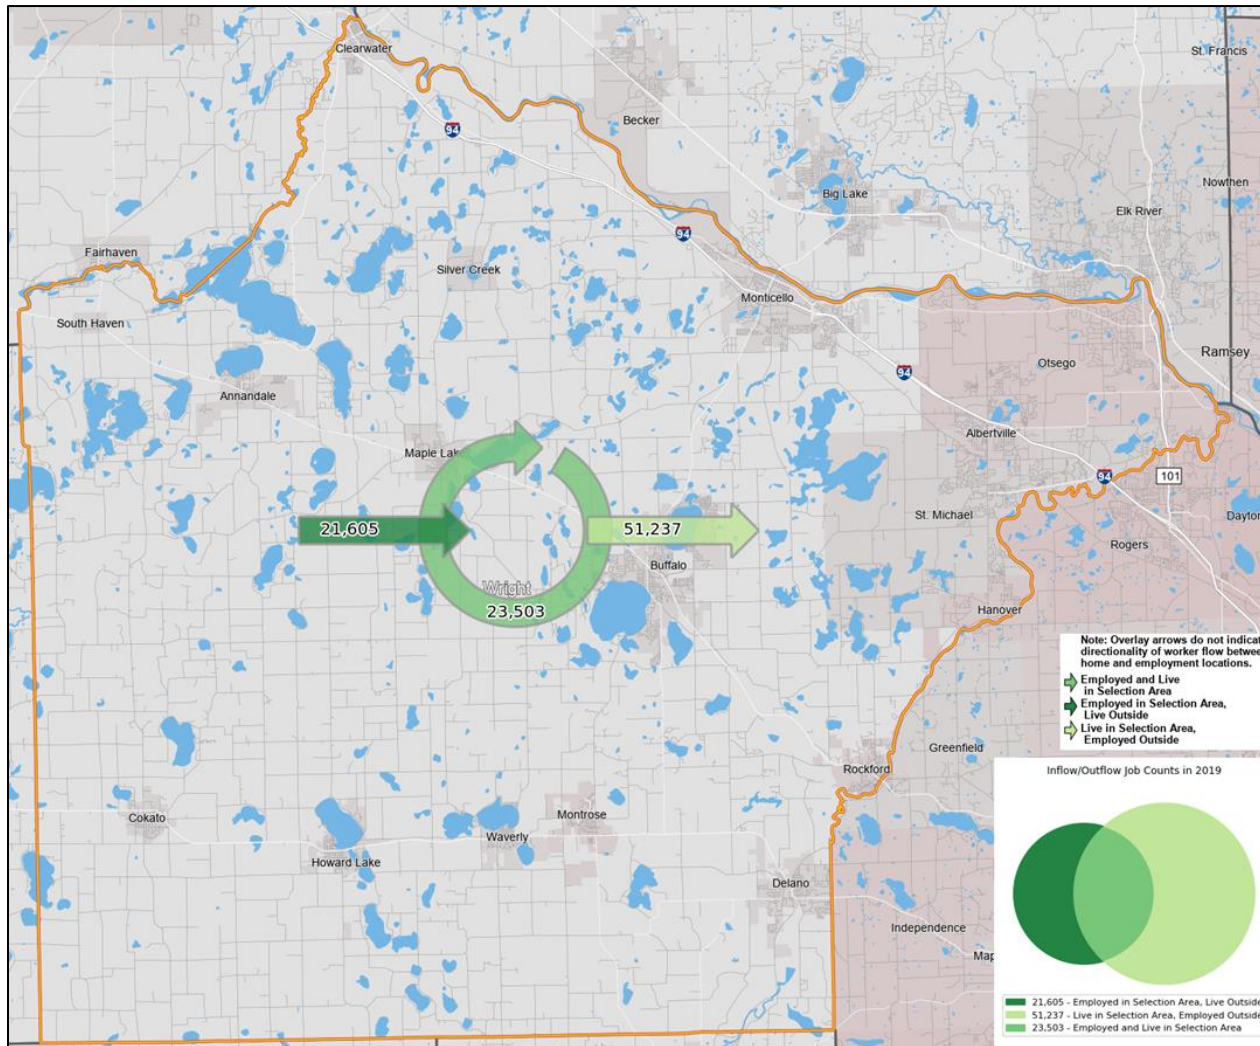 Clearwater
St. Francis
94
Becker
Nowthen
Big Lake
Elk River
94
Fairhaven
Silver Creek
Monticello
South Haven
Ramsey
Otsego
94
Annandale
Albertville
Maple Lak
94
101
St. Michael
Dayton
21,605
51,237
Rogers
Buffalo
Wright
23,503
Hanover
Note: Overlay arrows do not indicat
directionality of worker flow betwee
home and employment locations.
Employed and Live
in Selection Area
Employed in Selection Area,
Live Outside
Live in Selection Area,
Employed Outside
Greenfield
Rockford
Inflow/Outflow Job Counts in 2019
Cokato
Montrose
Waverly
Howard Lake
Delano
Independence
Map
21,605 - Employed in Selection Area, Live Outside
51,237 - Live in Selection Area, Employed Outside
23,503 - Employed and Live in Selection Area